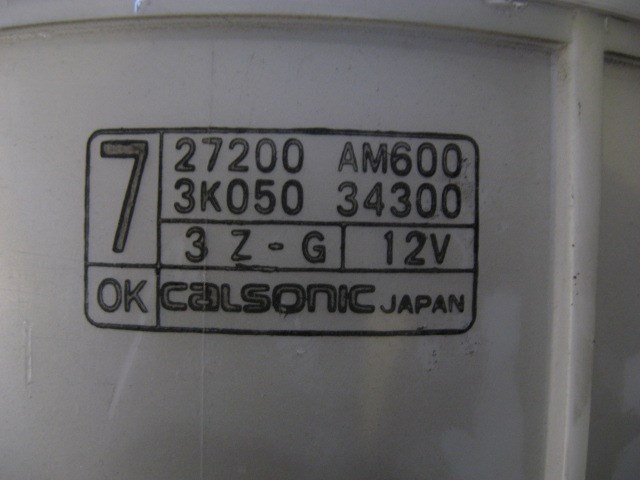 7
27200 AM600
3K050 34300
3 Z - G 12V
OK calsonic JAPAN